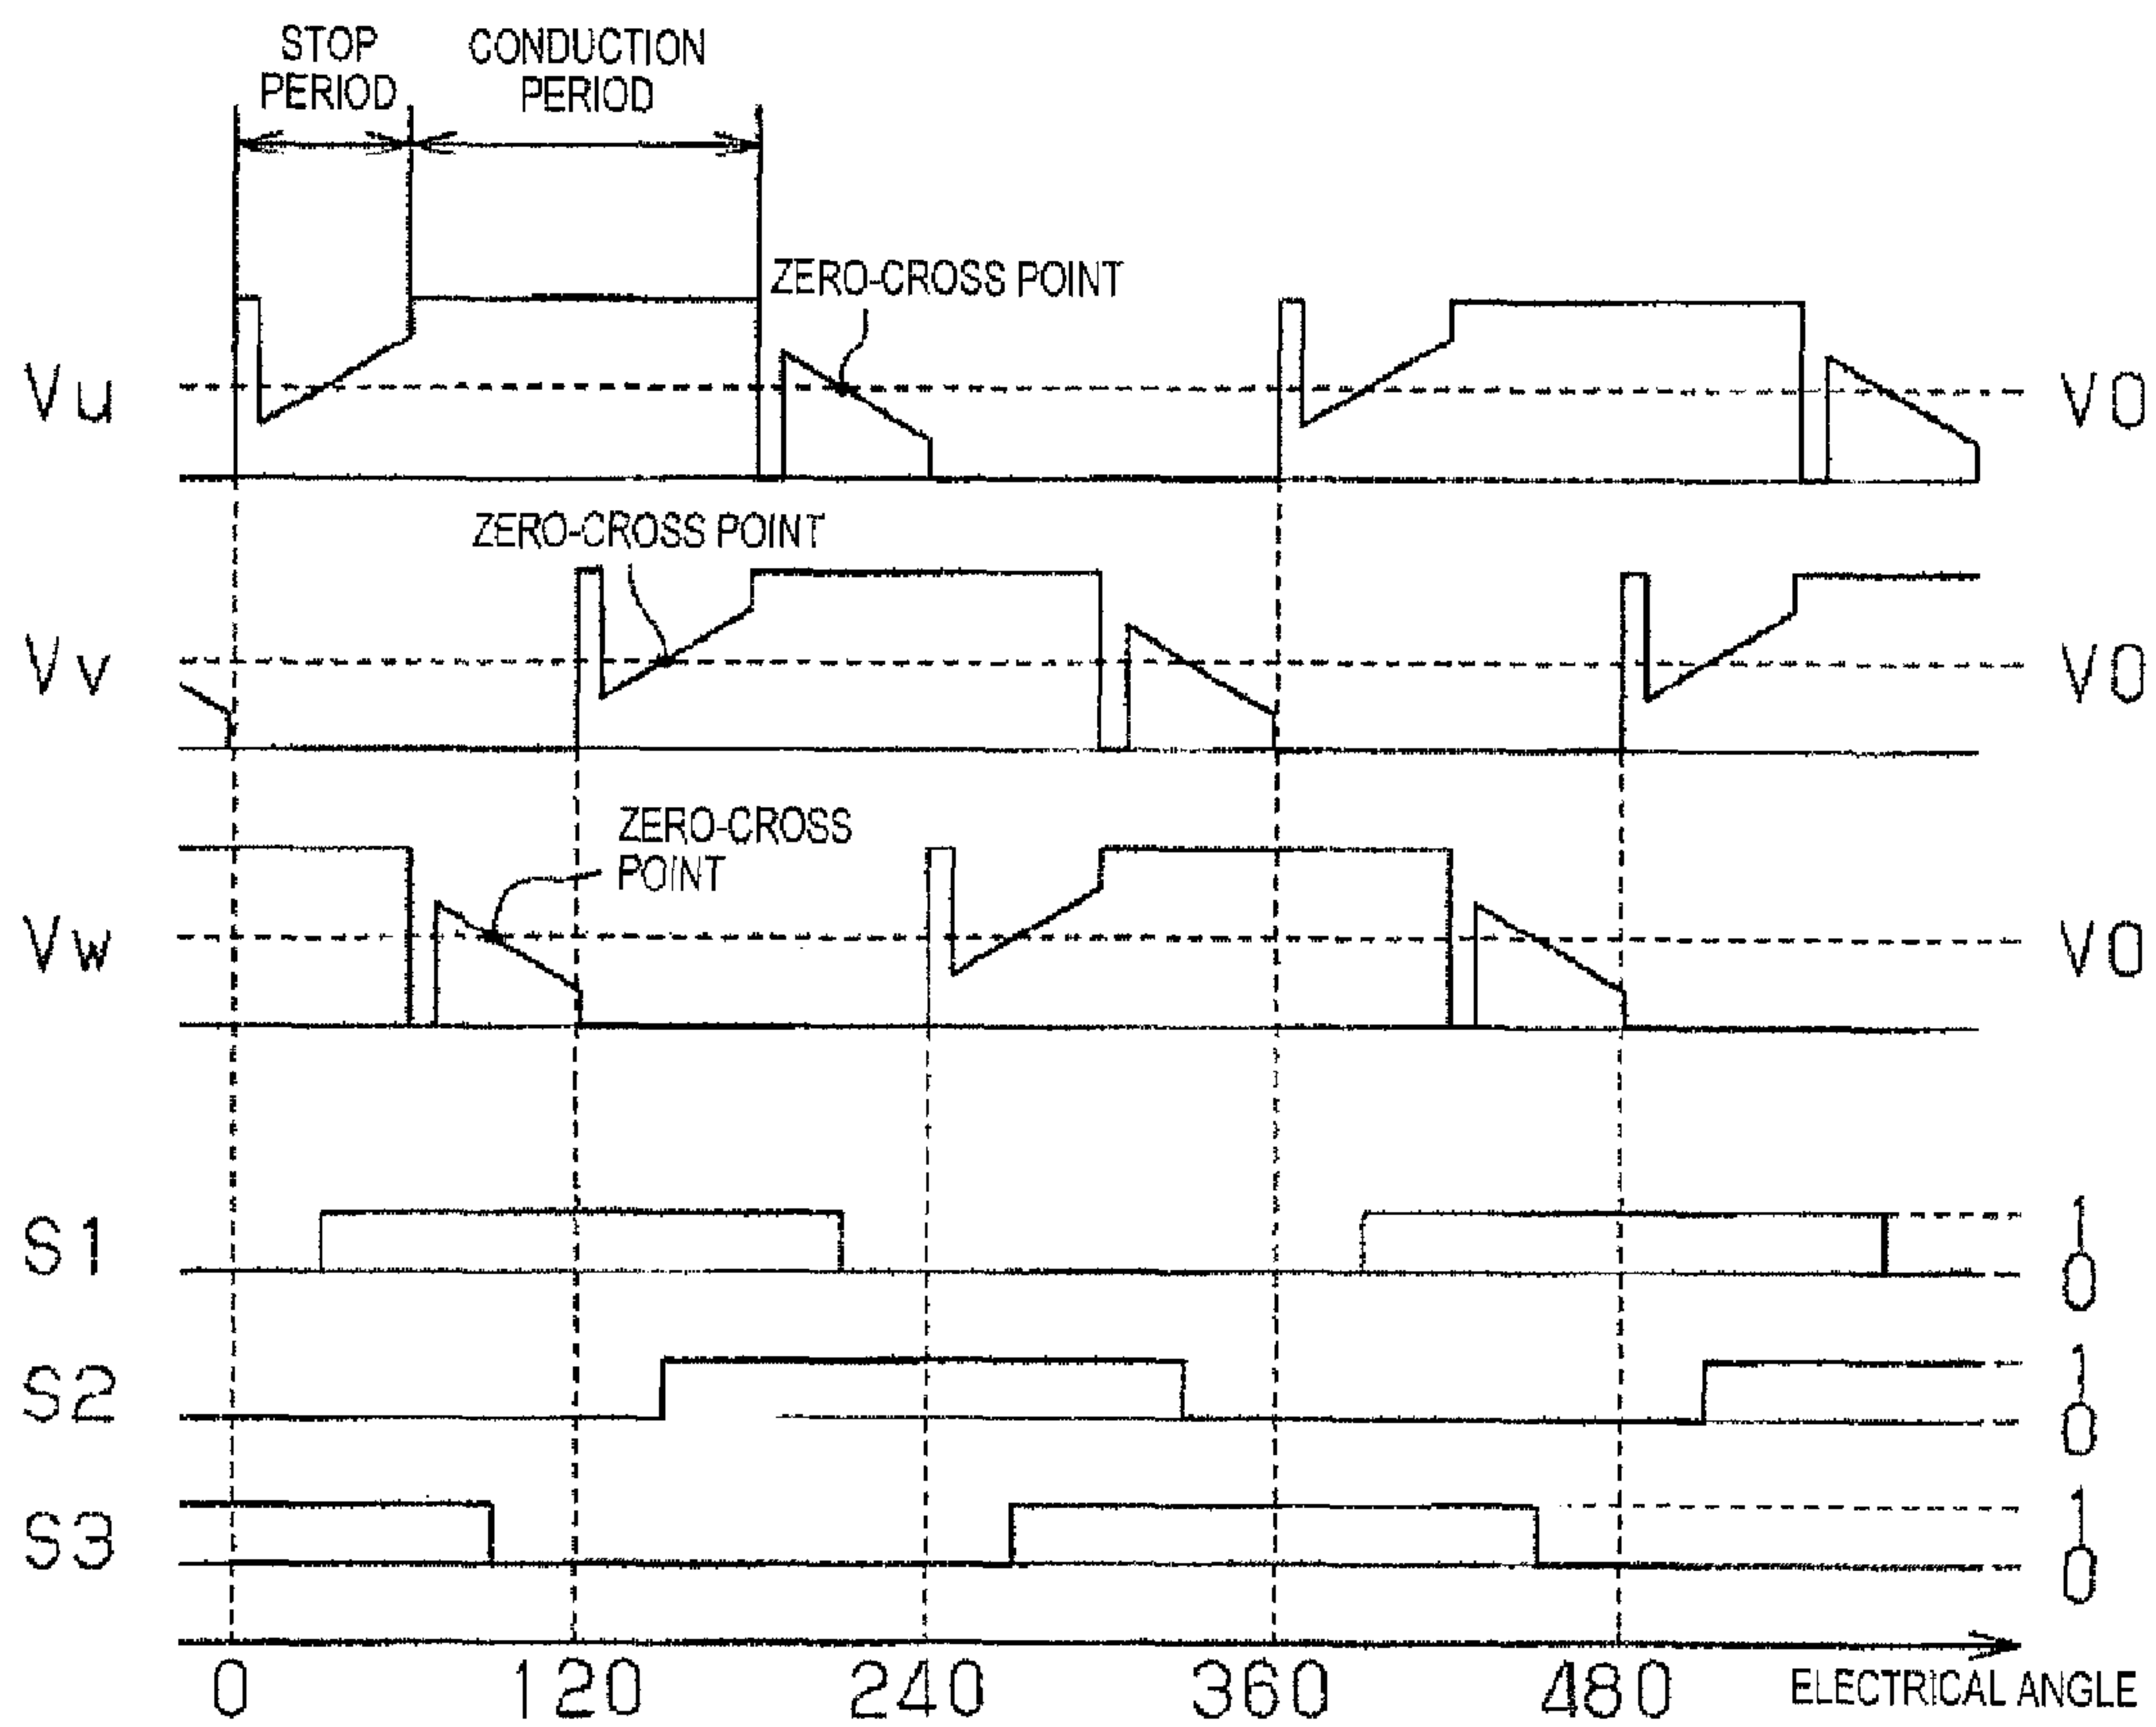 STOP
PERIOD
CONDUCTION
PERIOD
ZERO-CROSS POINT
Vu
V0
ZERO-CROSS POINT
Vv
V0
ZERO-CROSS
POINT
Vw
V0
S1
1
0
S2
1
0
S3
1
0
0 120 240 360 480
ELECTRICAL ANGLE